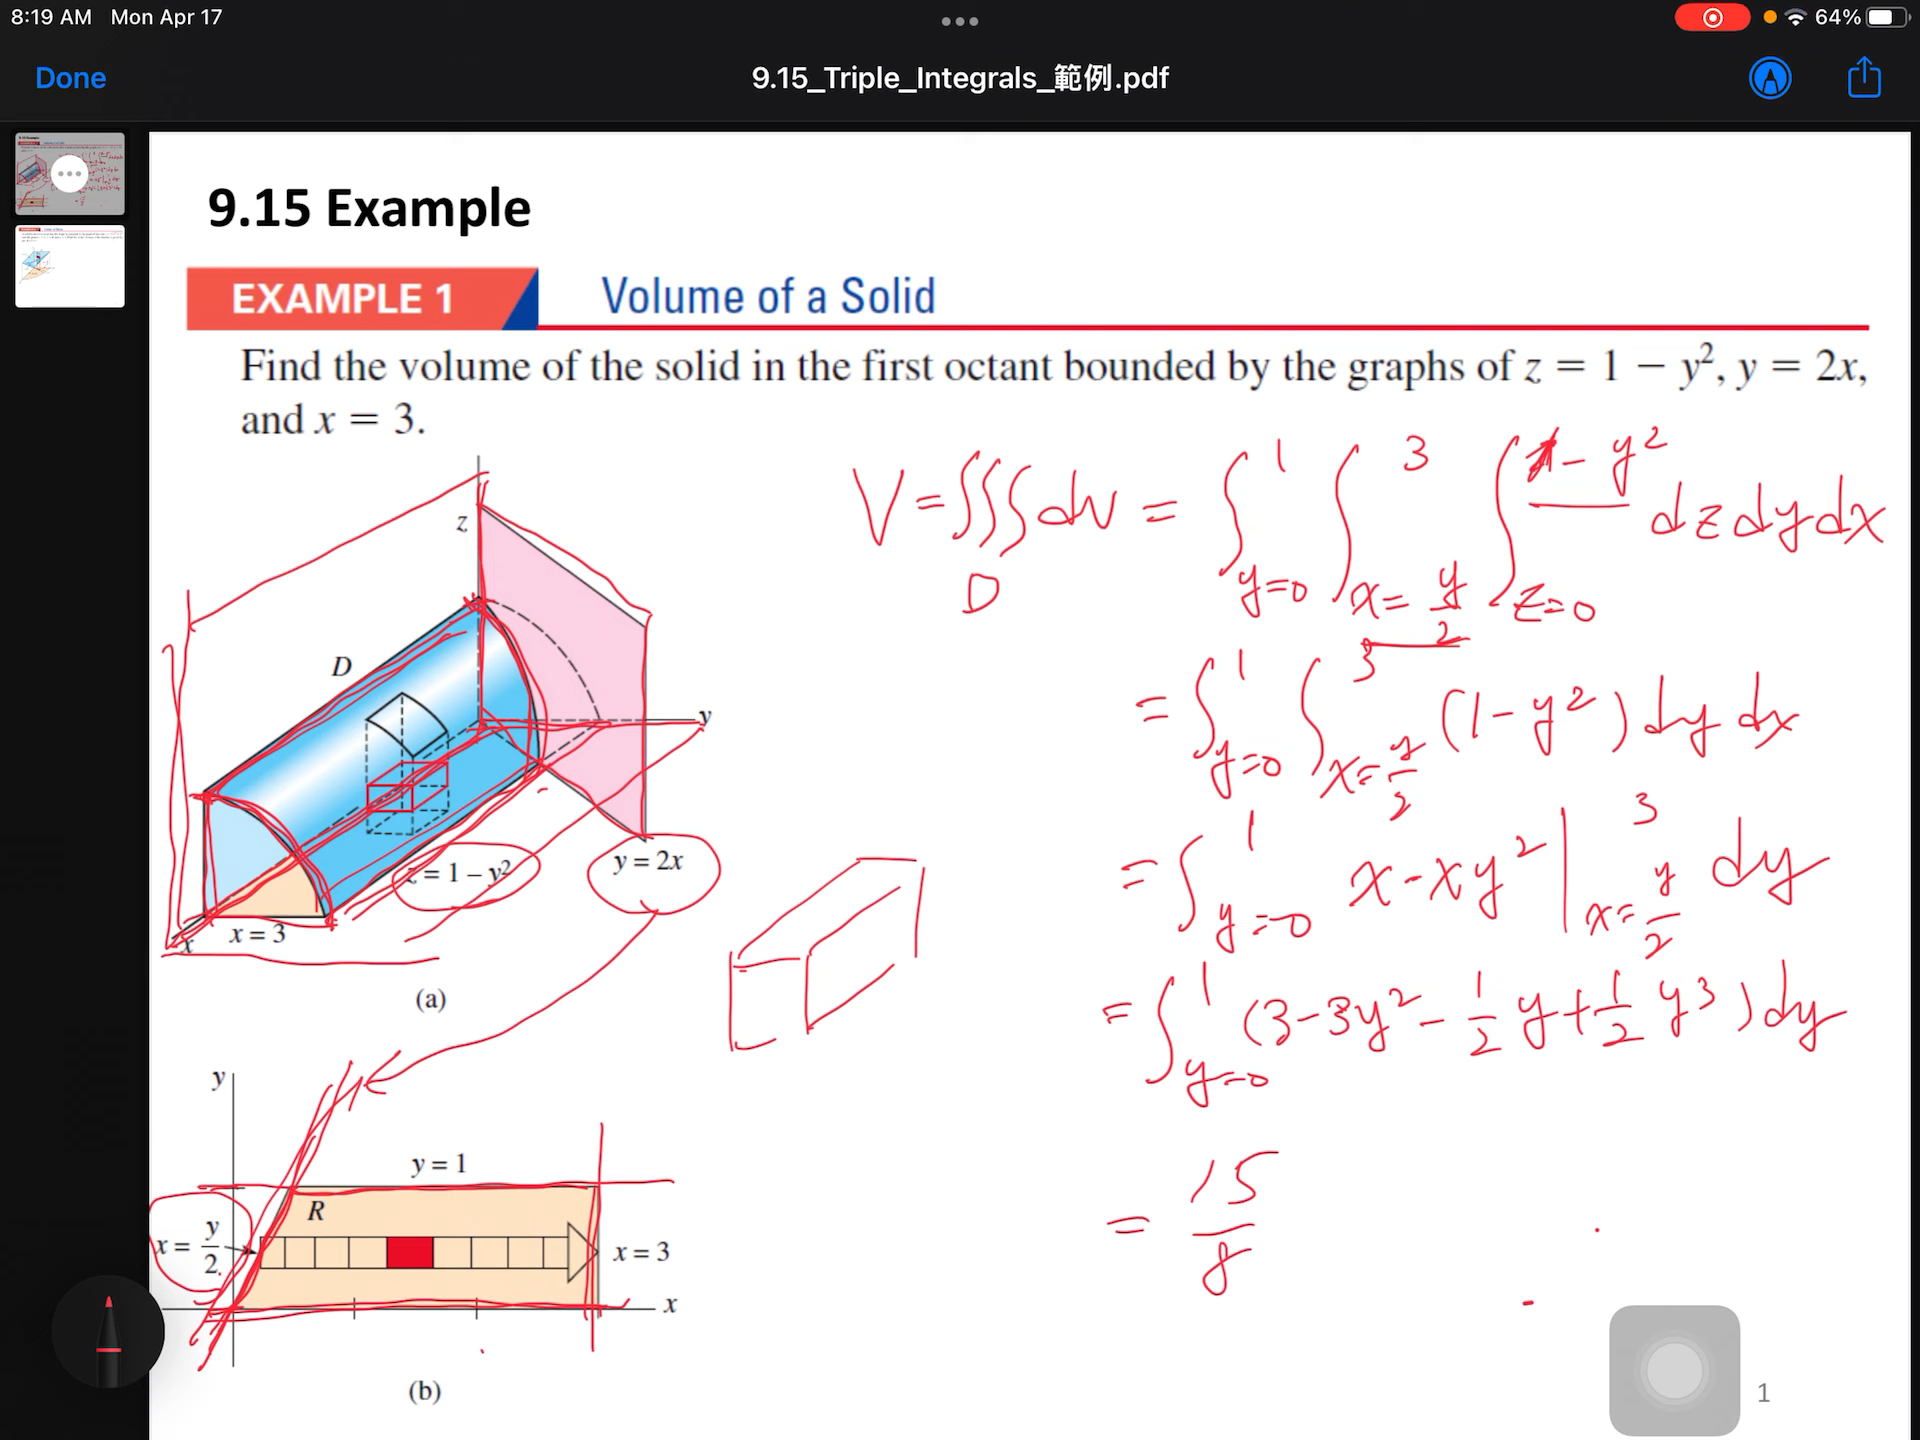 8:19 AM Mon Apr 17
64%
Done
9.15_Triple_Integrals_範例.pdf
9.15 Example
EXAMPLE 1 Volume of a Solid
Find the volume of the solid in the first octant bounded by the graphs of z = 1 − y², y = 2x,
and x = 3.
z
D
y
z = 1 − y²
y = 2x
x
x = 3
(a)
y
y = 1
R
x = y/2
x = 3
x
(b)
V = ∭_D dv = ∫_{y=0}^{1} ∫_{x=y/2}^{3} ∫_{z=0}^{1−y²} dz dy dx
= ∫_{y=0}^{1} ∫_{x=y/2}^{3} (1−y²) dy dx
= ∫_{y=0}^{1} x−xy² |_{x=y/2}^{3} dy
= ∫_{y=0}^{1} (3−3y²−1/2 y+1/2 y³) dy
= 15/8
1